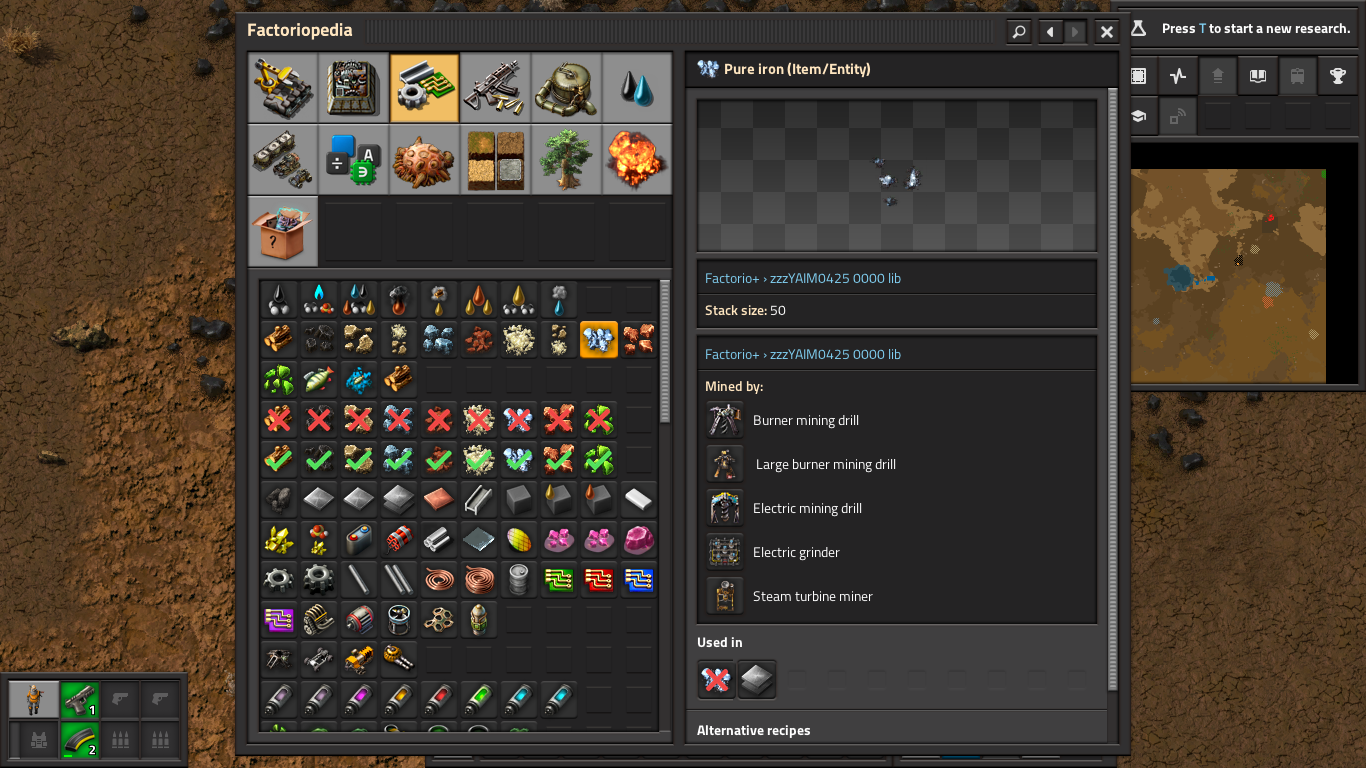 Factoriopedia
Press T to start a new research.
Pure iron (Item/Entity)
Factorio+ › zzzYAIM0425 0000 lib
Stack size: 50
Factorio+ › zzzYAIM0425 0000 lib
Mined by:
Burner mining drill
Large burner mining drill
Electric mining drill
Electric grinder
Steam turbine miner
Used in
Alternative recipes
A
?
1
2